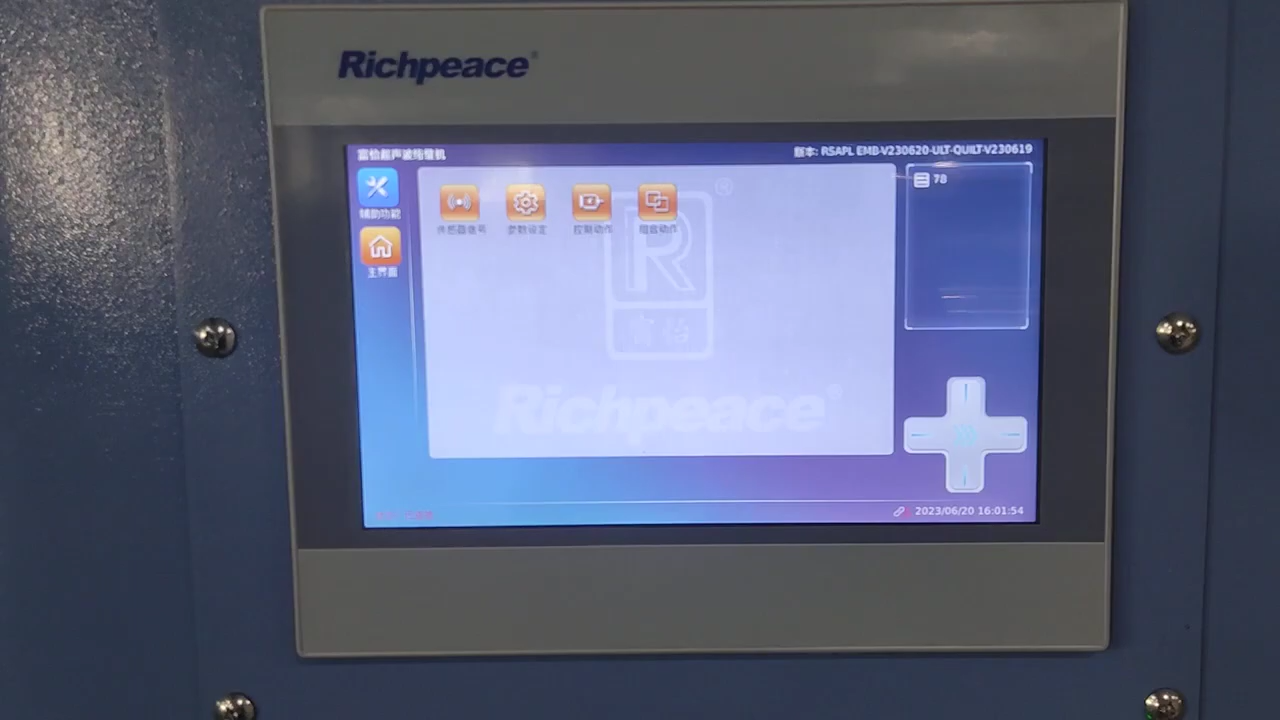 Richpeace
富怡超声波绗缝机
版本: RSAPL EMB-V230620-ULT-QUILT-V230619
辅助功能
主界面
传感器信号
参数设定
控制动作
组合动作
78
R
富怡
Richpeace
2023/06/20 16:01:54